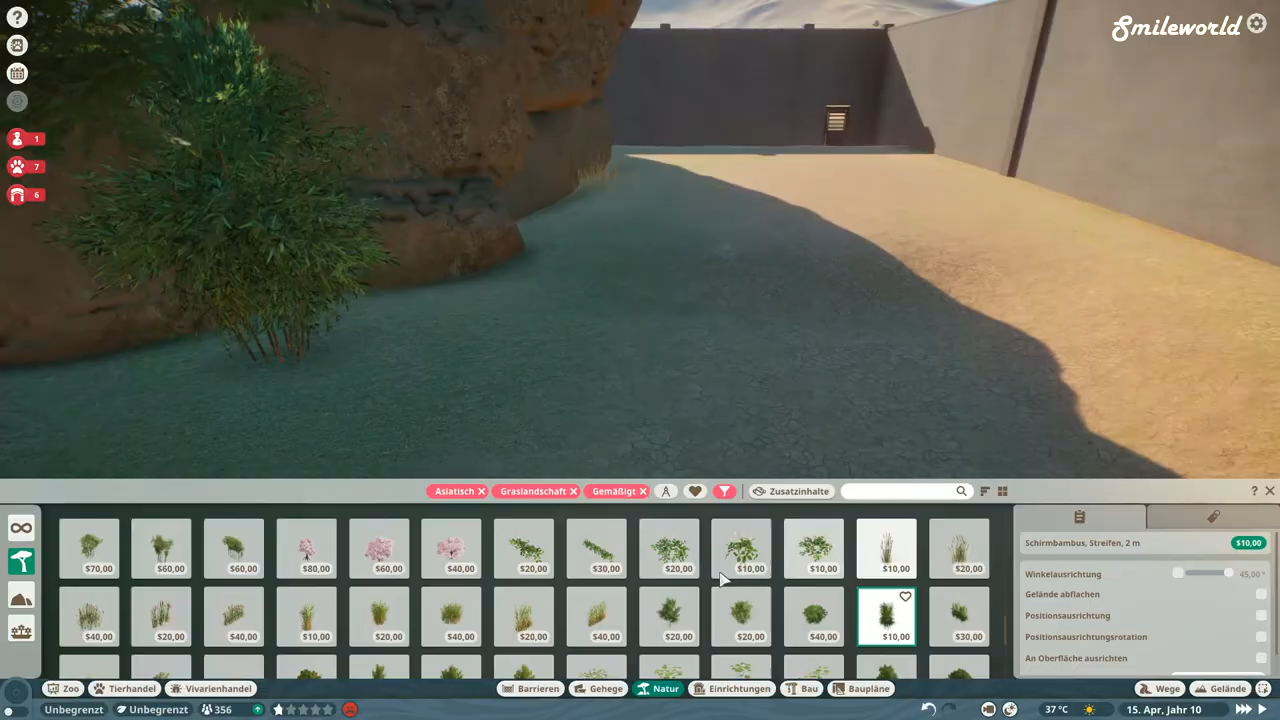 ?
Smileworld
1
7
6
Asiatisch ✕ Graslandschaft ✕ Gemäßigt ✕ Zusatzinhalte ? ✕
$70,00 $60,00 $60,00 $80,00 $60,00 $40,00 $20,00 $30,00 $20,00 $10,00 $10,00 $10,00 $20,00
$40,00 $20,00 $40,00 $10,00 $20,00 $40,00 $20,00 $40,00 $20,00 $20,00 $40,00 $10,00 $30,00
Schirmbambus, Streifen, 2 m $10,00
Winkelausrichtung 45,00°
Gelände abflachen
Positionsausrichtung
Positionsausrichtungsrotation
An Oberfläche ausrichten
Zoo Tierhandel Vivarienhandel Barrieren Gehege Natur Einrichtungen Bau Baupläne Wege Gelände
Unbegrenzt Unbegrenzt 356 37 °C 15. Apr, Jahr 10